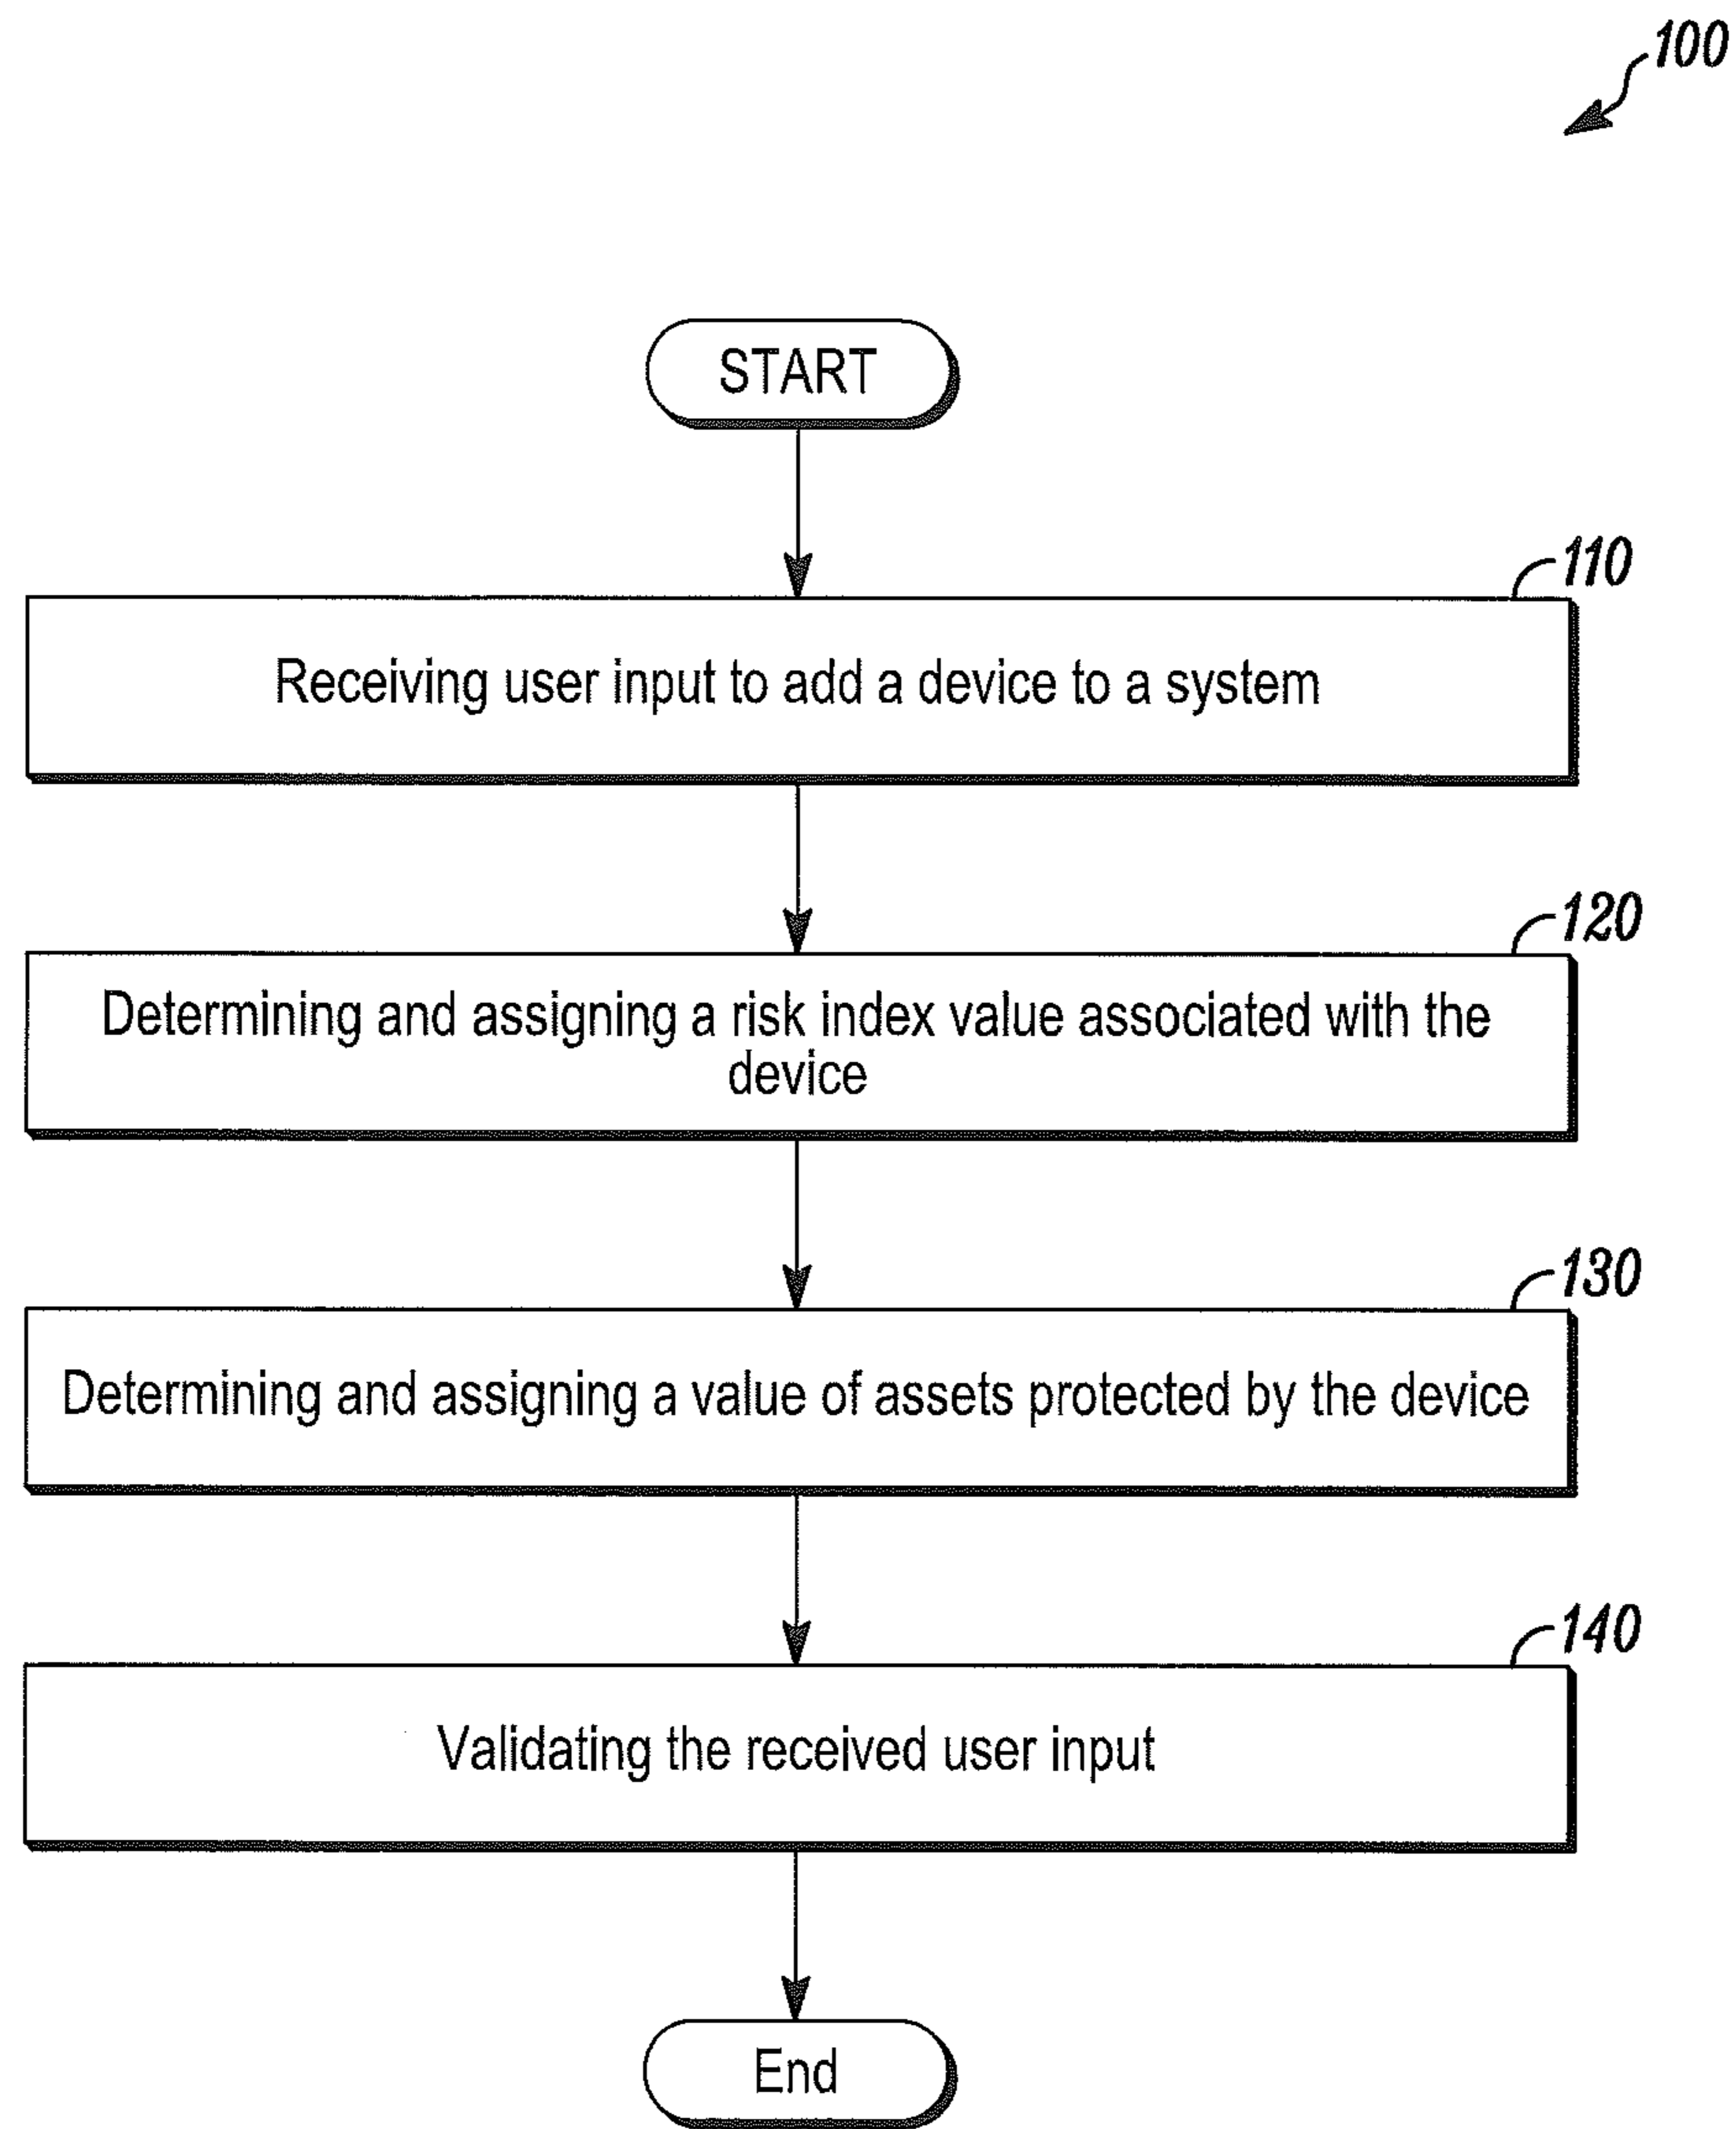 100
START
110
Receiving user input to add a device to a system
120
Determining and assigning a risk index value associated with the
device
130
Determining and assigning a value of assets protected by the device
140
Validating the received user input
End